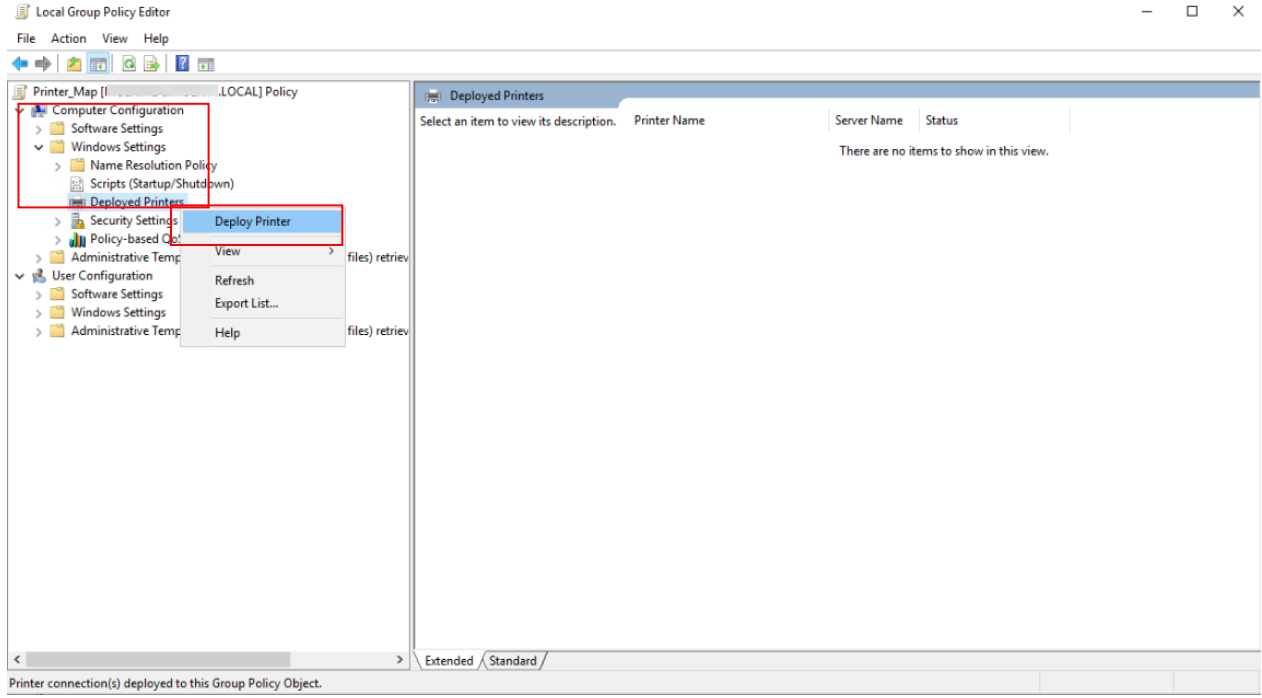 Local Group Policy Editor
File Action View Help
Printer_Map [ .LOCAL] Policy
Computer Configuration
Software Settings
Windows Settings
Name Resolution Policy
Scripts (Startup/Shutdown)
Deployed Printers
Security Settings
Policy-based QoS
Administrative Temp files) retriev
User Configuration
Software Settings
Windows Settings
Administrative Temp files) retriev
Deploy Printer
View
Refresh
Export List...
Help
Deployed Printers
Select an item to view its description. Printer Name Server Name Status
There are no items to show in this view.
Extended Standard
Printer connection(s) deployed to this Group Policy Object.